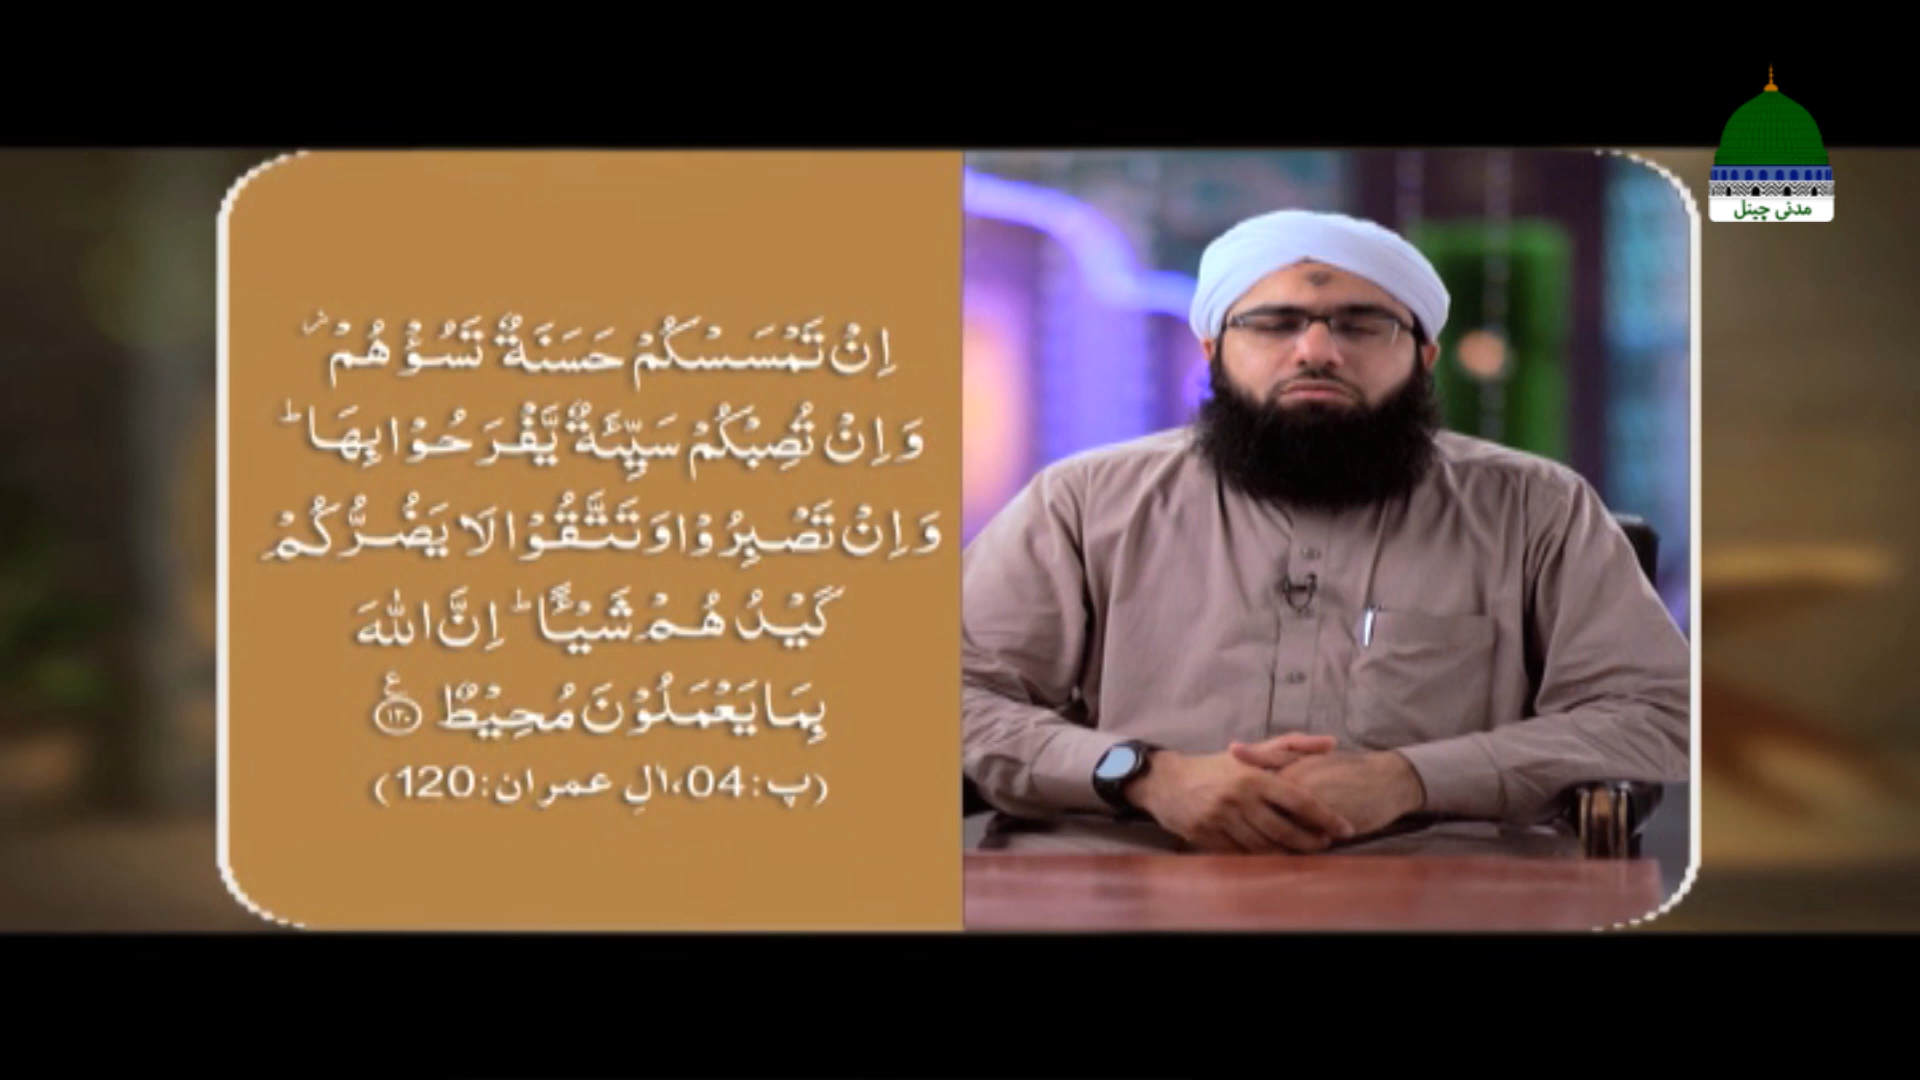 اِنْ تَمْسَسْكُمْ حَسَنَةٌ تَسُؤْهُمْ٘
وَ اِنْ تُصِبْكُمْ سَیِّئَةٌ یَّفْرَحُوْا بِهَاؕ
وَ اِنْ تَصْبِرُوْا وَ تَتَّقُوْا لَا یَضُرُّكُمْ
كَیْدُهُمْ شَیْــٴًـاؕ اِنَّ اللّٰهَ
بِمَا یَعْمَلُوْنَ مُحِیْطٌ۠ ﴿۱۲۰﴾
(پ:04،اٰلِ عمران:120)
مدنی چینل